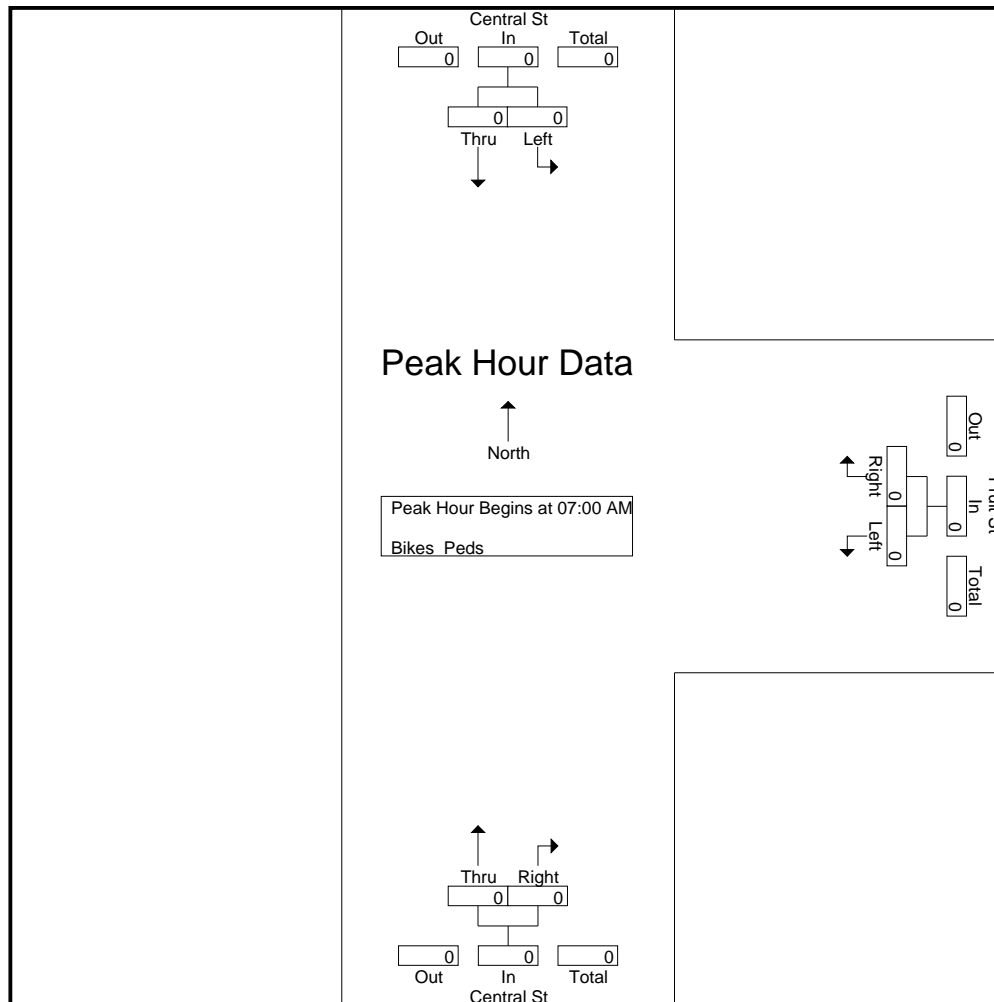 Central St
Out In Total
0 0 0
0 0
Thru Left
Peak Hour Data
North
Peak Hour Begins at 07:00 AM
Bikes Peds
Right Left
0 0
Out In Total
0 0 0
Thru Right
0 0
0 0 0
Out In Total
Central St